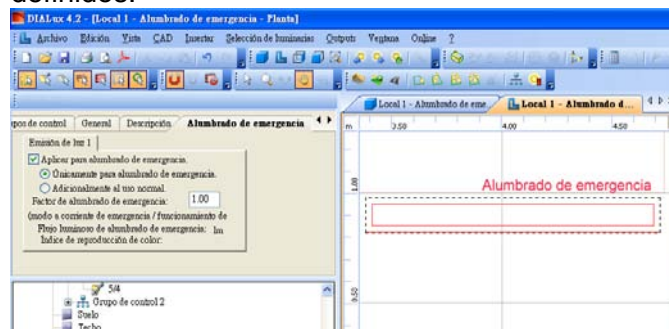 definidos.
DIALux 4.2 - [Local 1 - Alumbrado de emergencia - Planta]
Archivo Edición Vista CAD Insertar Selección de luminarias Outputs Ventana Online ?
Local 1 - Alumbrado de eme
Local 1 - Alumbrado d...
pos de control General Descripción Alumbrado de emergencia
m 3.50 4.00 4.50
Emisión de luz 1
Aplicar para alumbrado de emergencia.
Únicamente para alumbrado de emergencia.
Adicionalmente al uso normal.
Factor de alumbrado de emergencia: 1.00
(modo a corriente de emergencia / funcionamiento de
Flujo luminoso de alumbrado de emergencia: lm
Indice de reproducción de color:
1.00
Alumbrado de emergencia
0.50
5/4
Grupo de control 2
Suelo
Techo